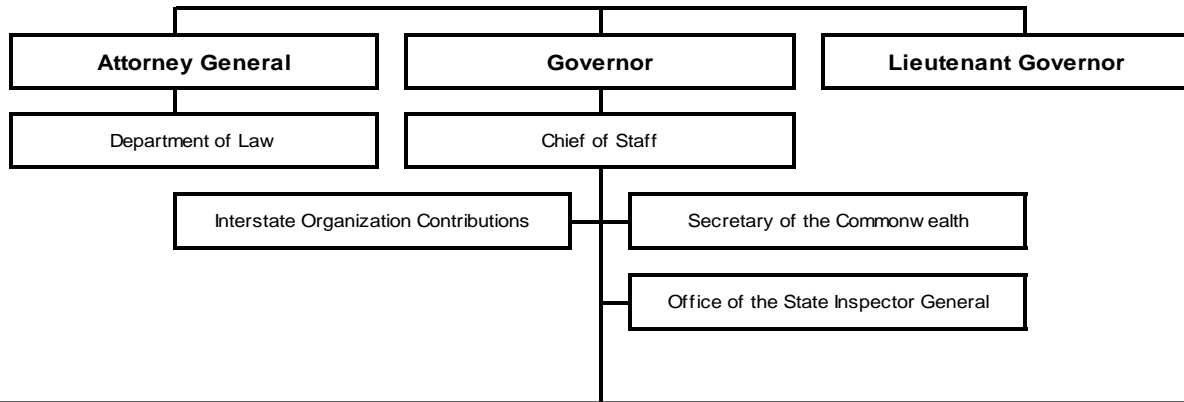 Attorney General
Governor
Lieutenant Governor
Department of Law
Chief of Staff
Interstate Organization Contributions
Secretary of the Commonwealth
Office of the State Inspector General